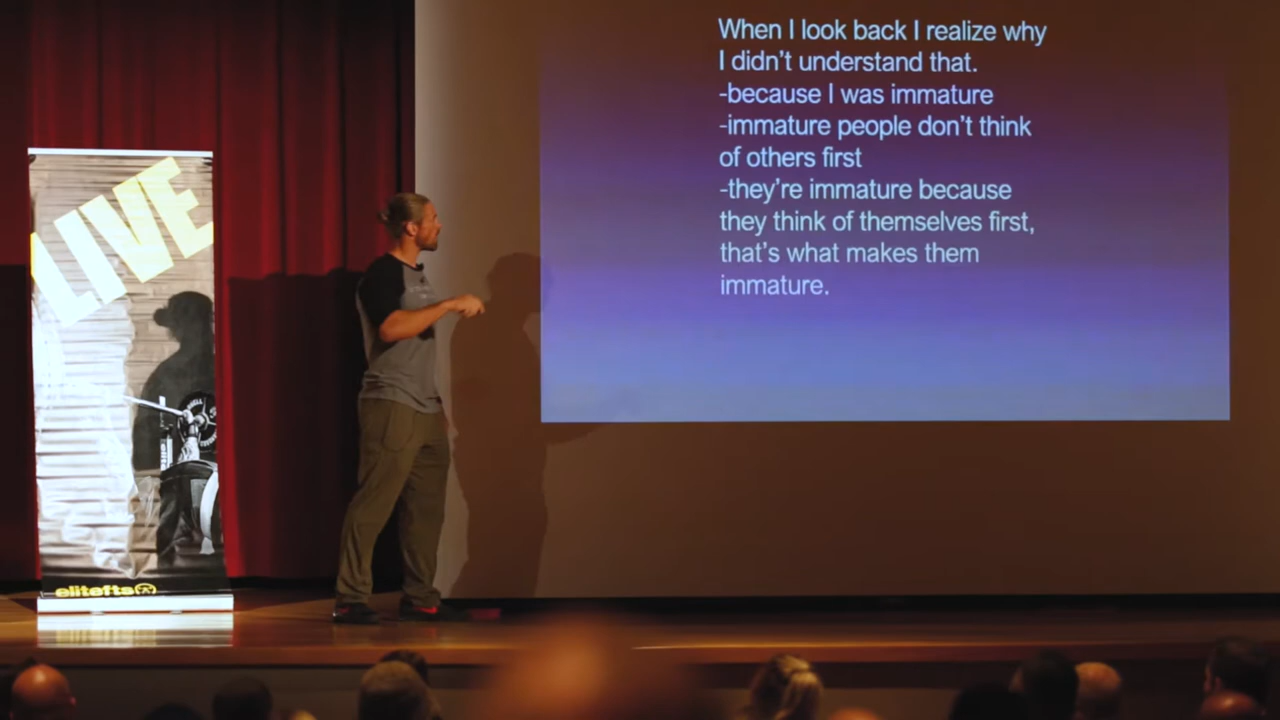 When I look back I realize why
I didn't understand that.
-because I was immature
-immature people don't think
of others first
-they're immature because
they think of themselves first,
that's what makes them
immature.
LIVE
elitefts